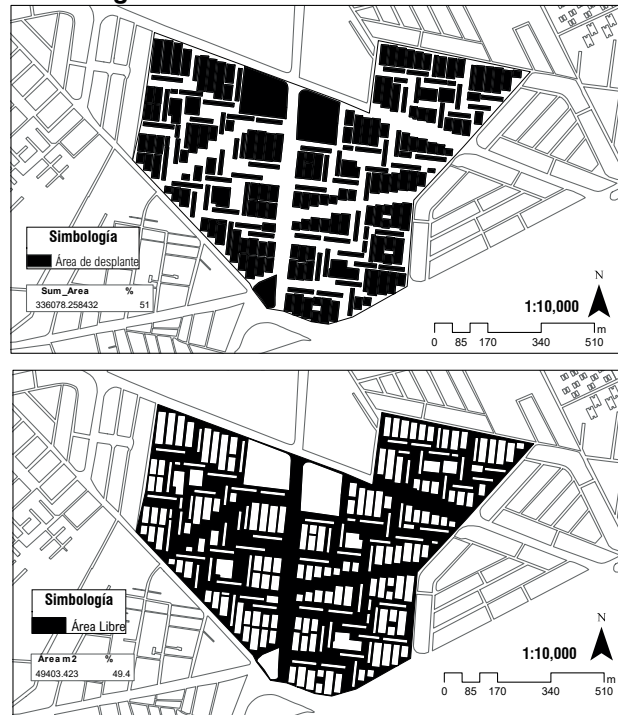 Simbología
Área de desplante
Sum_Area %
336078.258432 51
N
1:10,000
m
0 85 170 340 510
Simbología
Área Libre
Área m2 %
49403.423 49.4
N
1:10,000
m
0 85 170 340 510